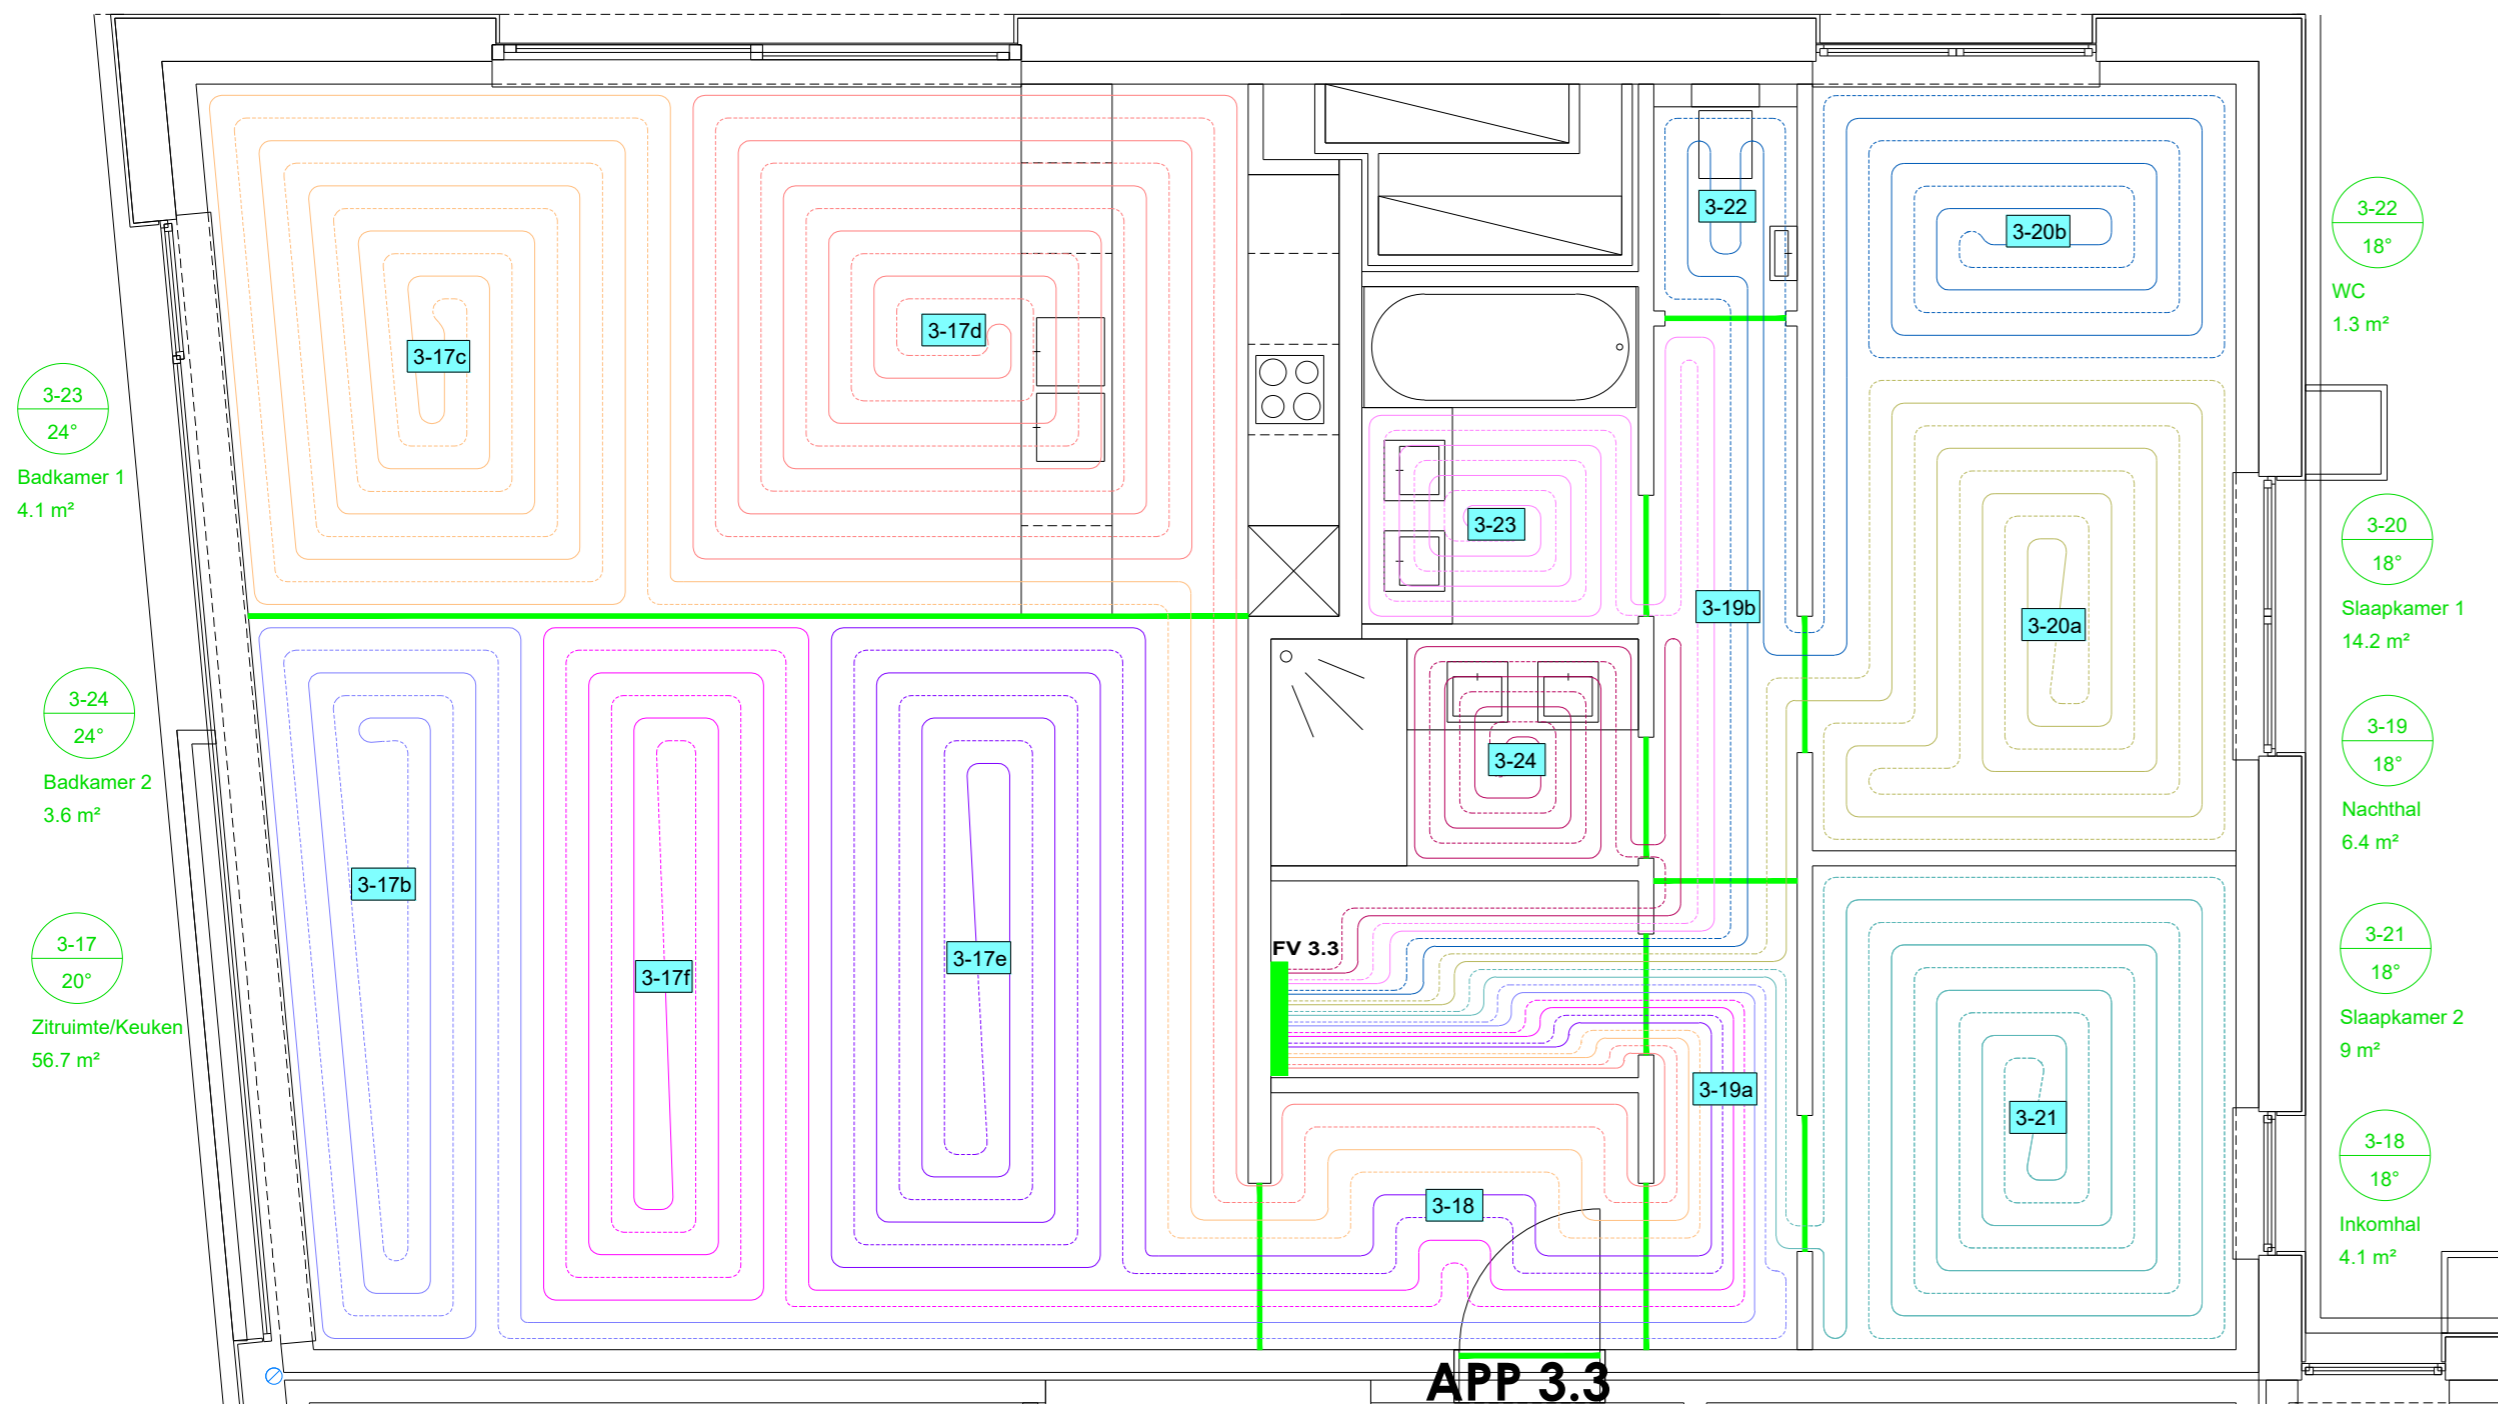 3-22
18°
WC
1.3 m²
3-22
3-20b
3-17c
3-17d
3-23
24°
Badkamer 1
4.1 m²
3-23
3-20
18°
Slaapkamer 1
14.2 m²
3-19b
3-20a
3-24
24°
Badkamer 2
3.6 m²
3-24
3-19
18°
Nachthal
6.4 m²
3-17b
3-17f
3-17e
FV 3.3
3-17
20°
Zitruimte/Keuken
56.7 m²
3-21
18°
Slaapkamer 2
9 m²
3-19a
3-21
3-18
3-18
18°
Inkomhal
4.1 m²
APP 3.3